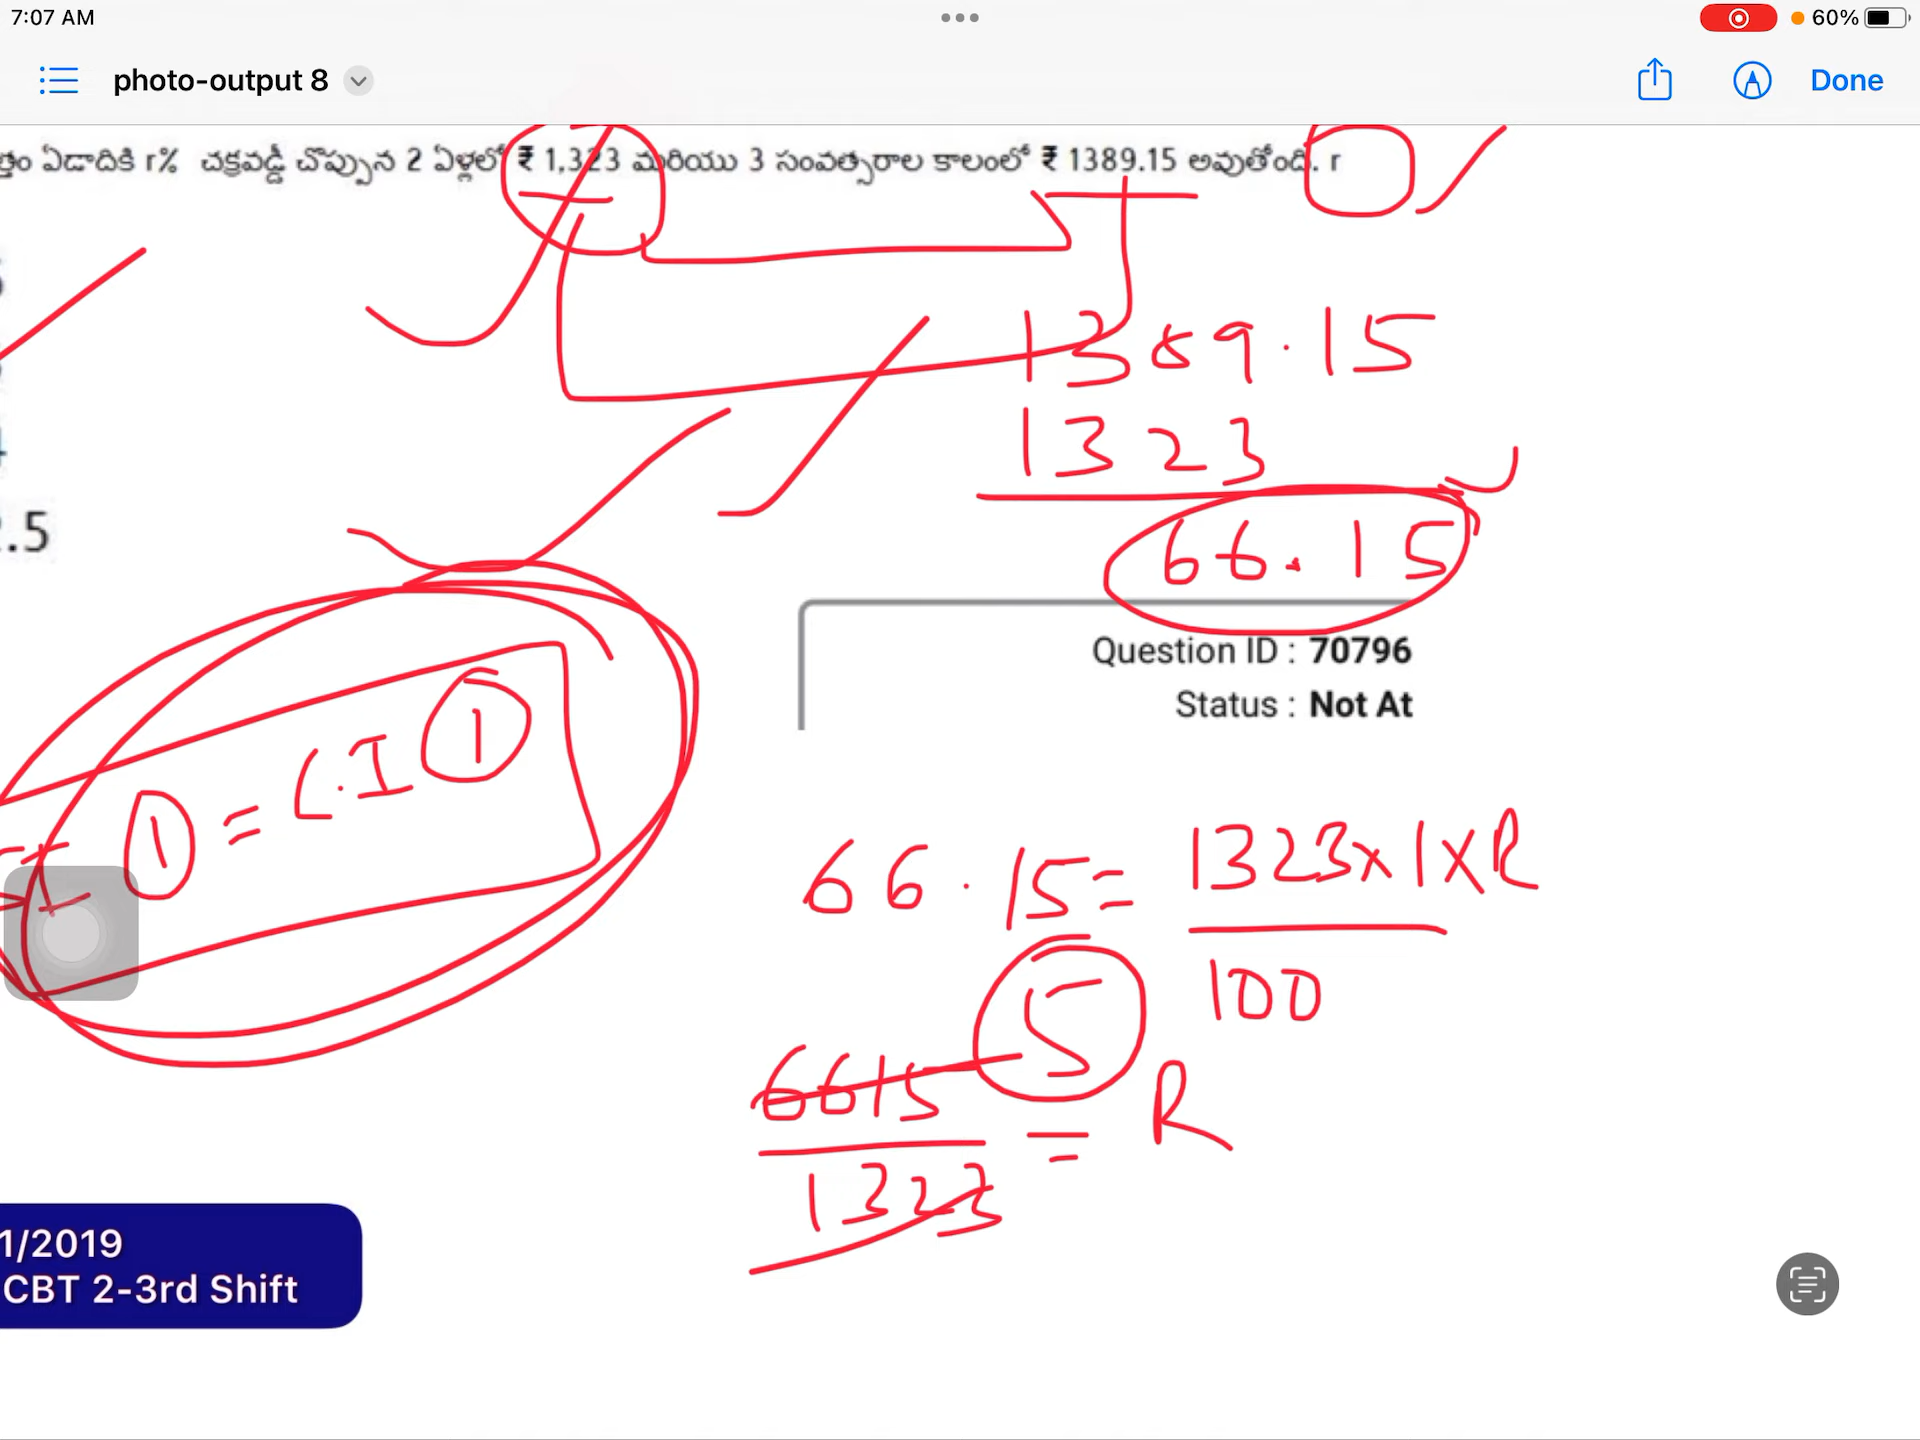 7:07 AM
60%
photo-output 8
Done
ఏడాదికి r% చక్రవడ్డీ చొప్పున 2 ఏళ్లలో ₹ 1,323 మరియు 3 సంవత్సరాల కాలంలో ₹ 1389.15 అవుతోంది. r
1389.15
1323
.5
66.15
Question ID : 70796
Status : Not At
1 = C.I 1
66.15 = 1323x1xR
100
5
6615
= R
1323
1/2019
CBT 2-3rd Shift